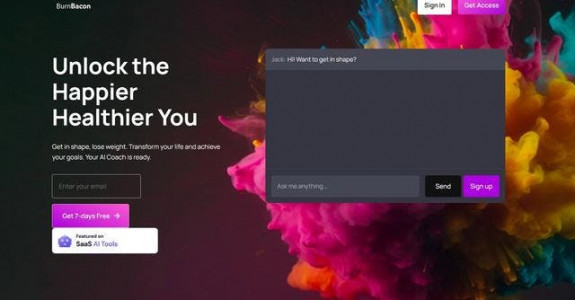 BurnBacon
Sign In
Get Access
Unlock the
Happier
Healthier You
Get in shape, lose weight. Transform your life and achieve
your goals. Your AI Coach is ready.
Enter your email
Get 7-days Free →
Featured on
SaaS AI Tools
Jack: Hi! Want to get in shape?
Ask me anything...
Send
Sign up